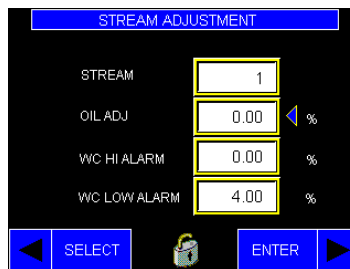 STREAM ADJUSTMENT
STREAM 1
OIL ADJ 0.00 %
WC HI ALARM 0.00 %
WC LOW ALARM 4.00 %
SELECT ENTER